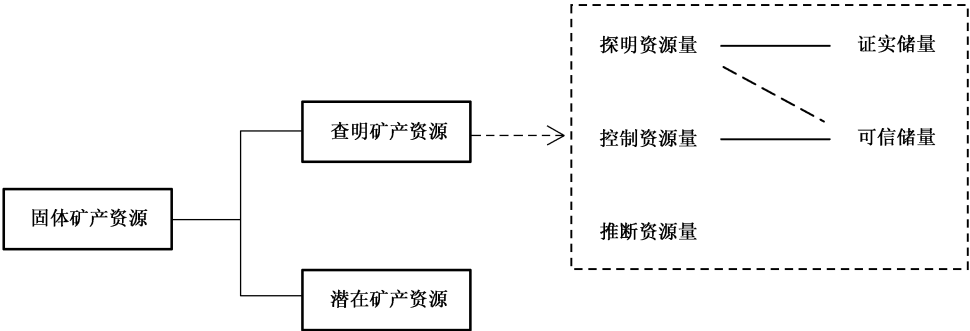 探明资源量 证实储量
查明矿产资源
控制资源量 可信储量
固体矿产资源
推断资源量
潜在矿产资源